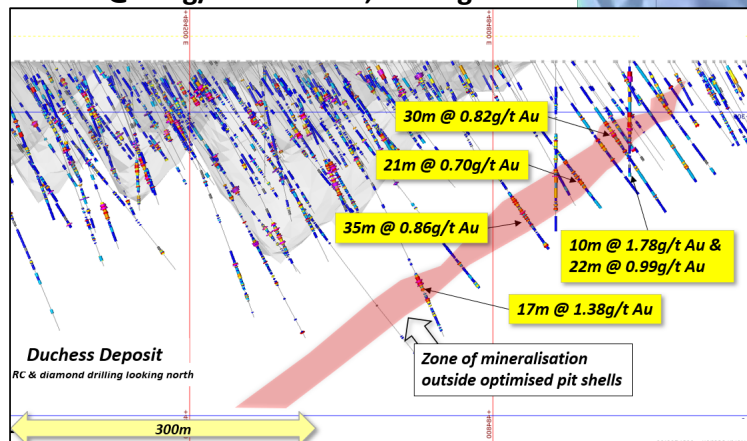 484200 E
484600 E
30m @ 0.82g/t Au
21m @ 0.70g/t Au
35m @ 0.86g/t Au
10m @ 1.78g/t Au &
22m @ 0.99g/t Au
17m @ 1.38g/t Au
Duchess Deposit
RC & diamond drilling looking north
Zone of mineralisation
outside optimised pit shells
300m